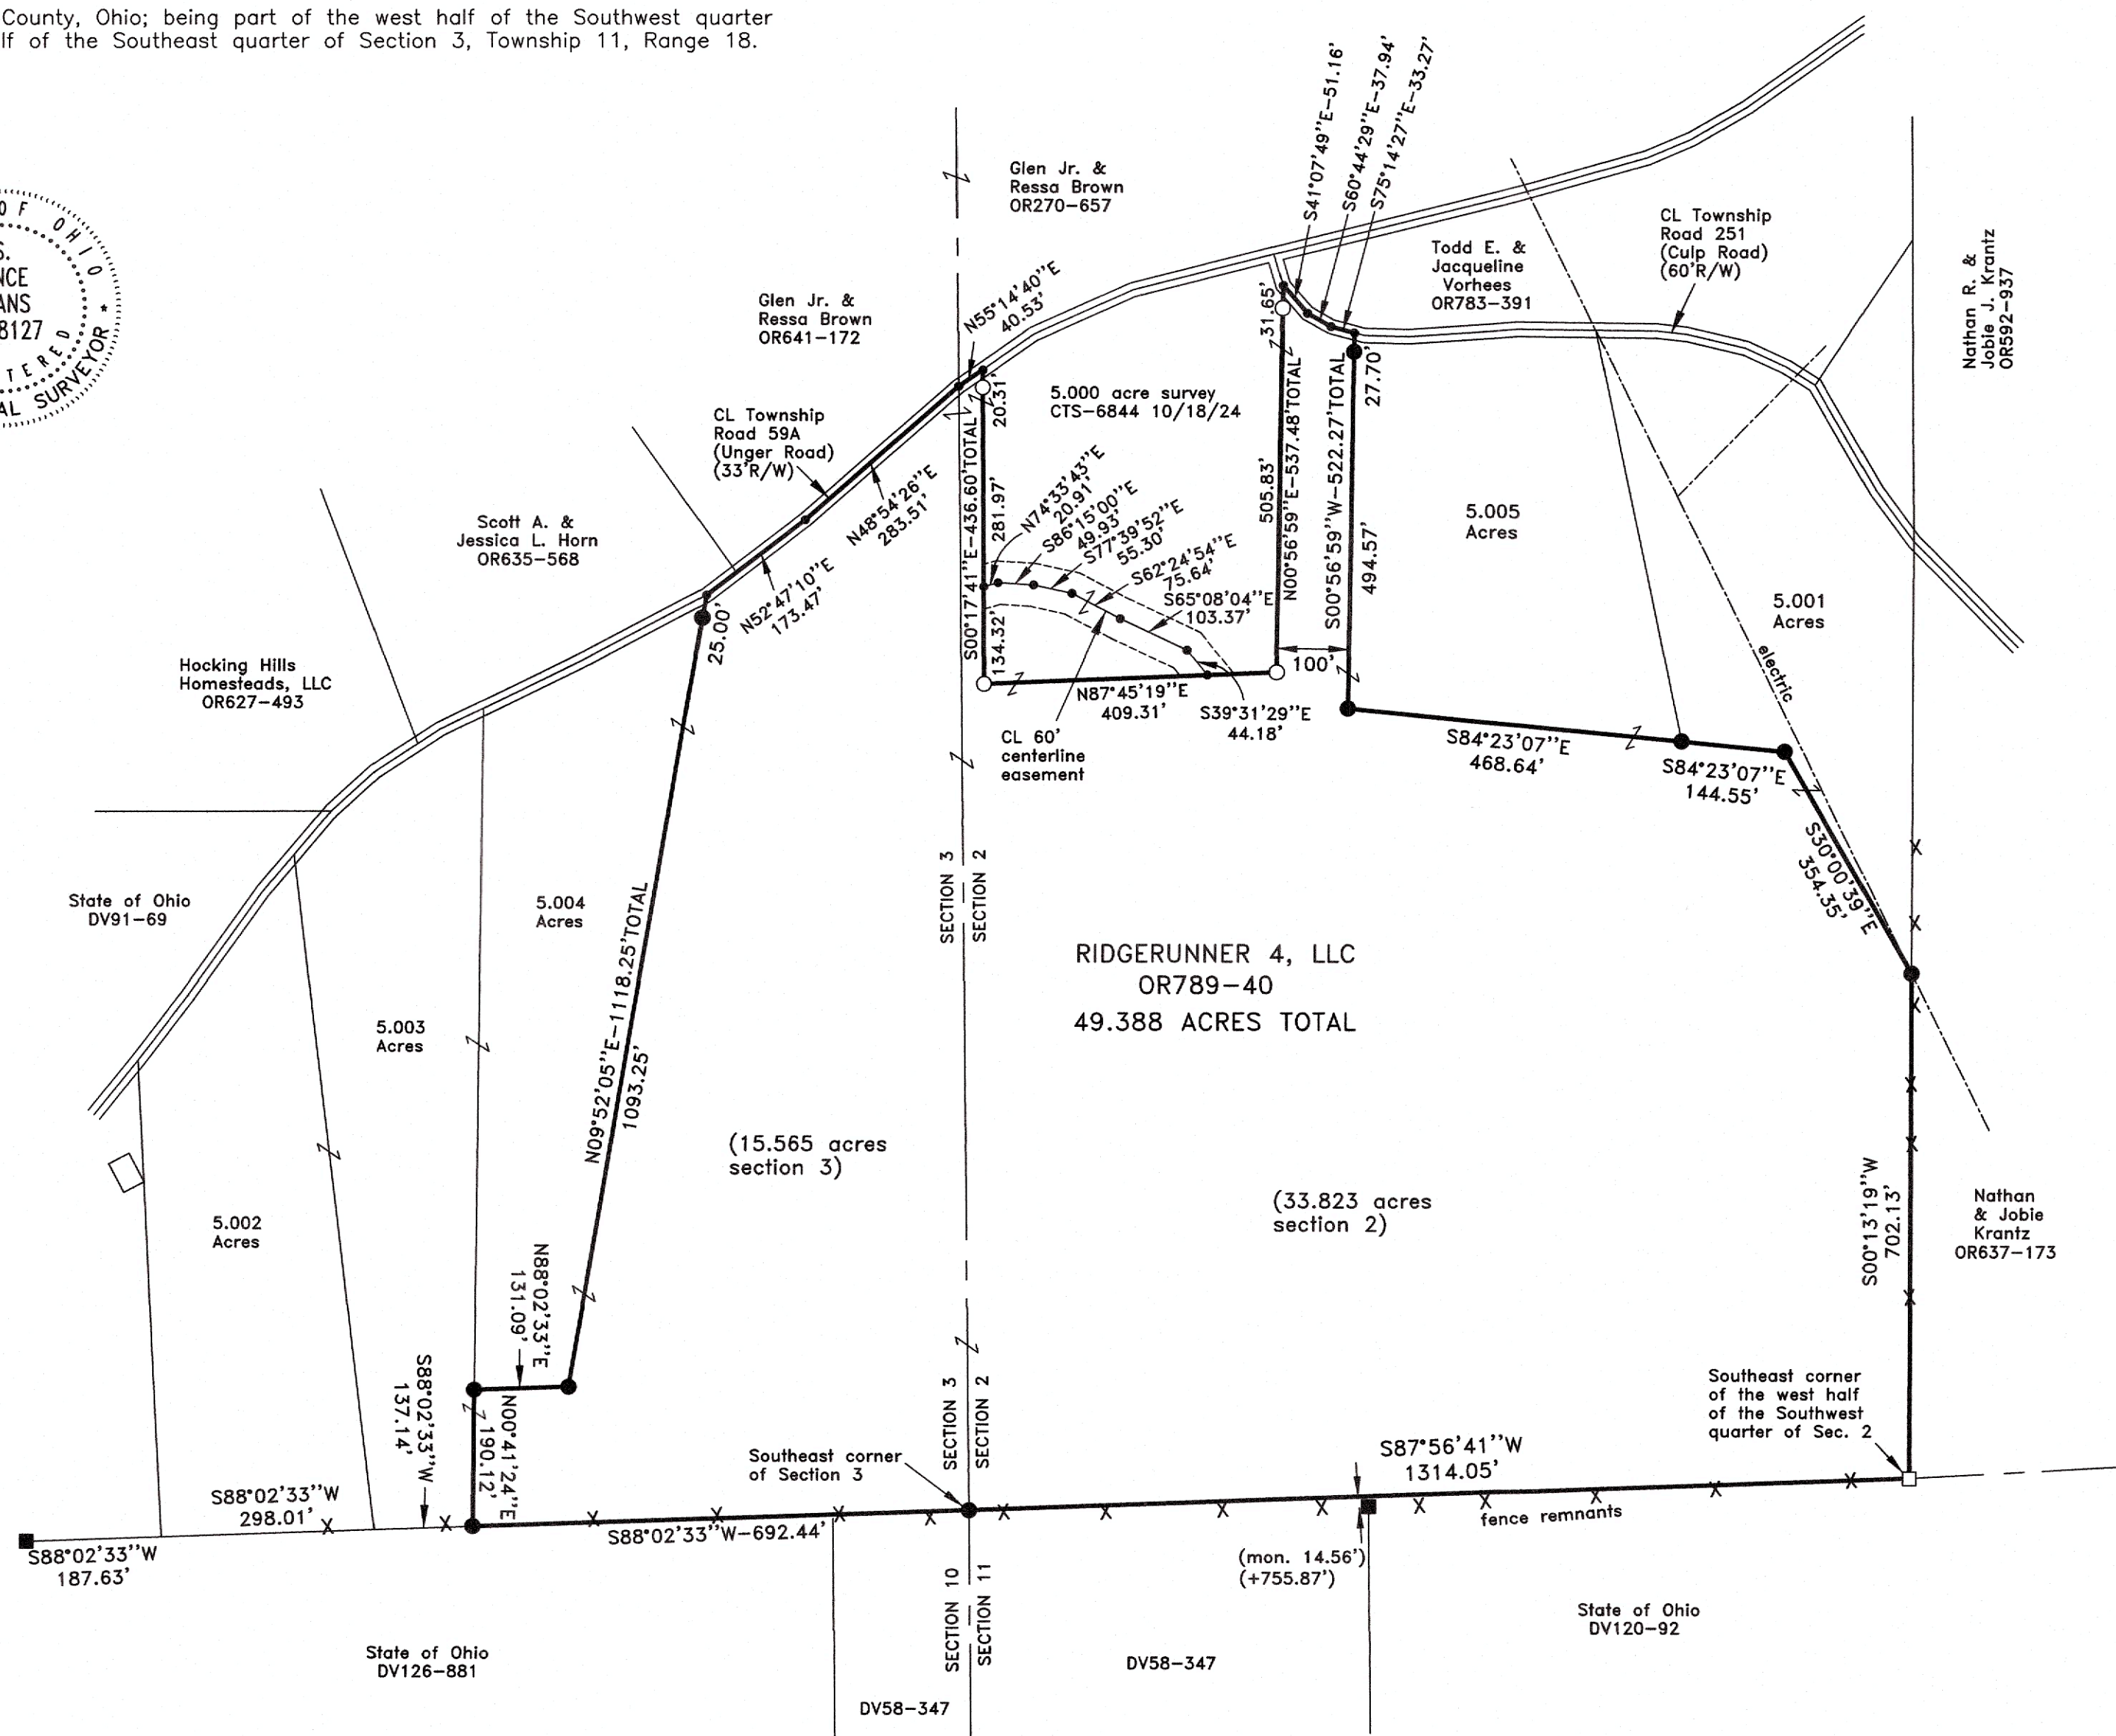 County, Ohio; being part of the west half of the Southwest quarter
lf of the Southeast quarter of Section 3, Township 11, Range 18.
OF OHIO
S.
NCE
ANS
8127
TERED
AL SURVEYOR *
Glen Jr. &
Ressa Brown
OR270-657
S41°07'49"E-51.16'
S60°44'29"E-37.94'
S75°14'27"E-33.27'
Todd E. &
Jacqueline
Vorhees
OR783-391
CL Township
Road 251
(Culp Road)
(60'R/W)
Nathan R. &
Jobie J. Krantz
OR592-937
Glen Jr. &
Ressa Brown
OR641-172
N55°14'40"E
40.53'
CL Township
Road 59A
(Unger Road)
(33'R/W)
N48°54'26"E
283.51'
N52°47'10"E
173.47'
25.00'
20.31'
5.000 acre survey
CTS-6844 10/18/24
31.65'
27.70'
S00°17'41"E-436.60'TOTAL
281.97'
134.32'
N74°33'43"E
20.91'
S86°15'00"E
49.93'
S77°39'52"E
55.30'
S62°24'54"E
75.64'
S65°08'04"E
103.37'
S39°31'29"E
44.18'
N87°45'19"E
409.31'
CL 60'
centerline
easement
505.83'
N00°56'59"E-537.48'TOTAL
S00°56'59"W-522.27'TOTAL
494.57'
100'
5.005
Acres
5.001
Acres
electric
S84°23'07"E
468.64'
S84°23'07"E
144.55'
S30°00'39"E
354.35'
Scott A. &
Jessica L. Horn
OR635-568
Hocking Hills
Homesteads, LLC
OR627-493
State of Ohio
DV91-69
5.004
Acres
5.003
Acres
5.002
Acres
N09°52'05"E-1118.25'TOTAL
1093.25'
SECTION 3
SECTION 2
RIDGERUNNER 4, LLC
OR789-40
49.388 ACRES TOTAL
(15.565 acres
section 3)
(33.823 acres
section 2)
S00°13'19"W
702.13'
Nathan
& Jobie
Krantz
OR637-173
N88°02'33"E
131.09'
S88°02'33"W
137.14'
N00°41'24"E
190.12'
SECTION 3
SECTION 2
Southeast corner
of Section 3
Southeast corner
of the west half
of the Southwest
quarter of Sec. 2
S87°56'41"W
1314.05'
fence remnants
S88°02'33"W
298.01'
S88°02'33"W-692.44'
S88°02'33"W
187.63'
(mon. 14.56')
(+755.87')
SECTION 10
SECTION 11
State of Ohio
DV126-881
DV58-347
DV58-347
State of Ohio
DV120-92